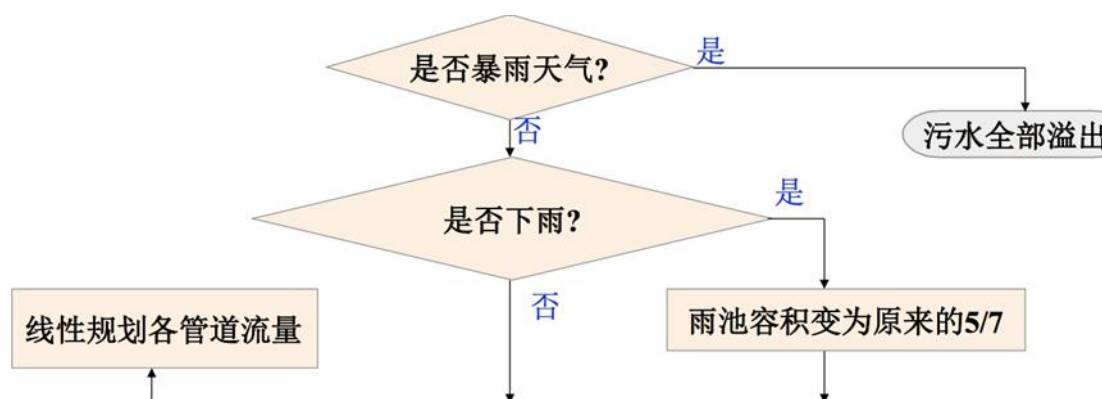 是否暴雨天气?
是
污水全部溢出
否
是否下雨?
是
否
线性规划各管道流量
雨池容积变为原来的5/7